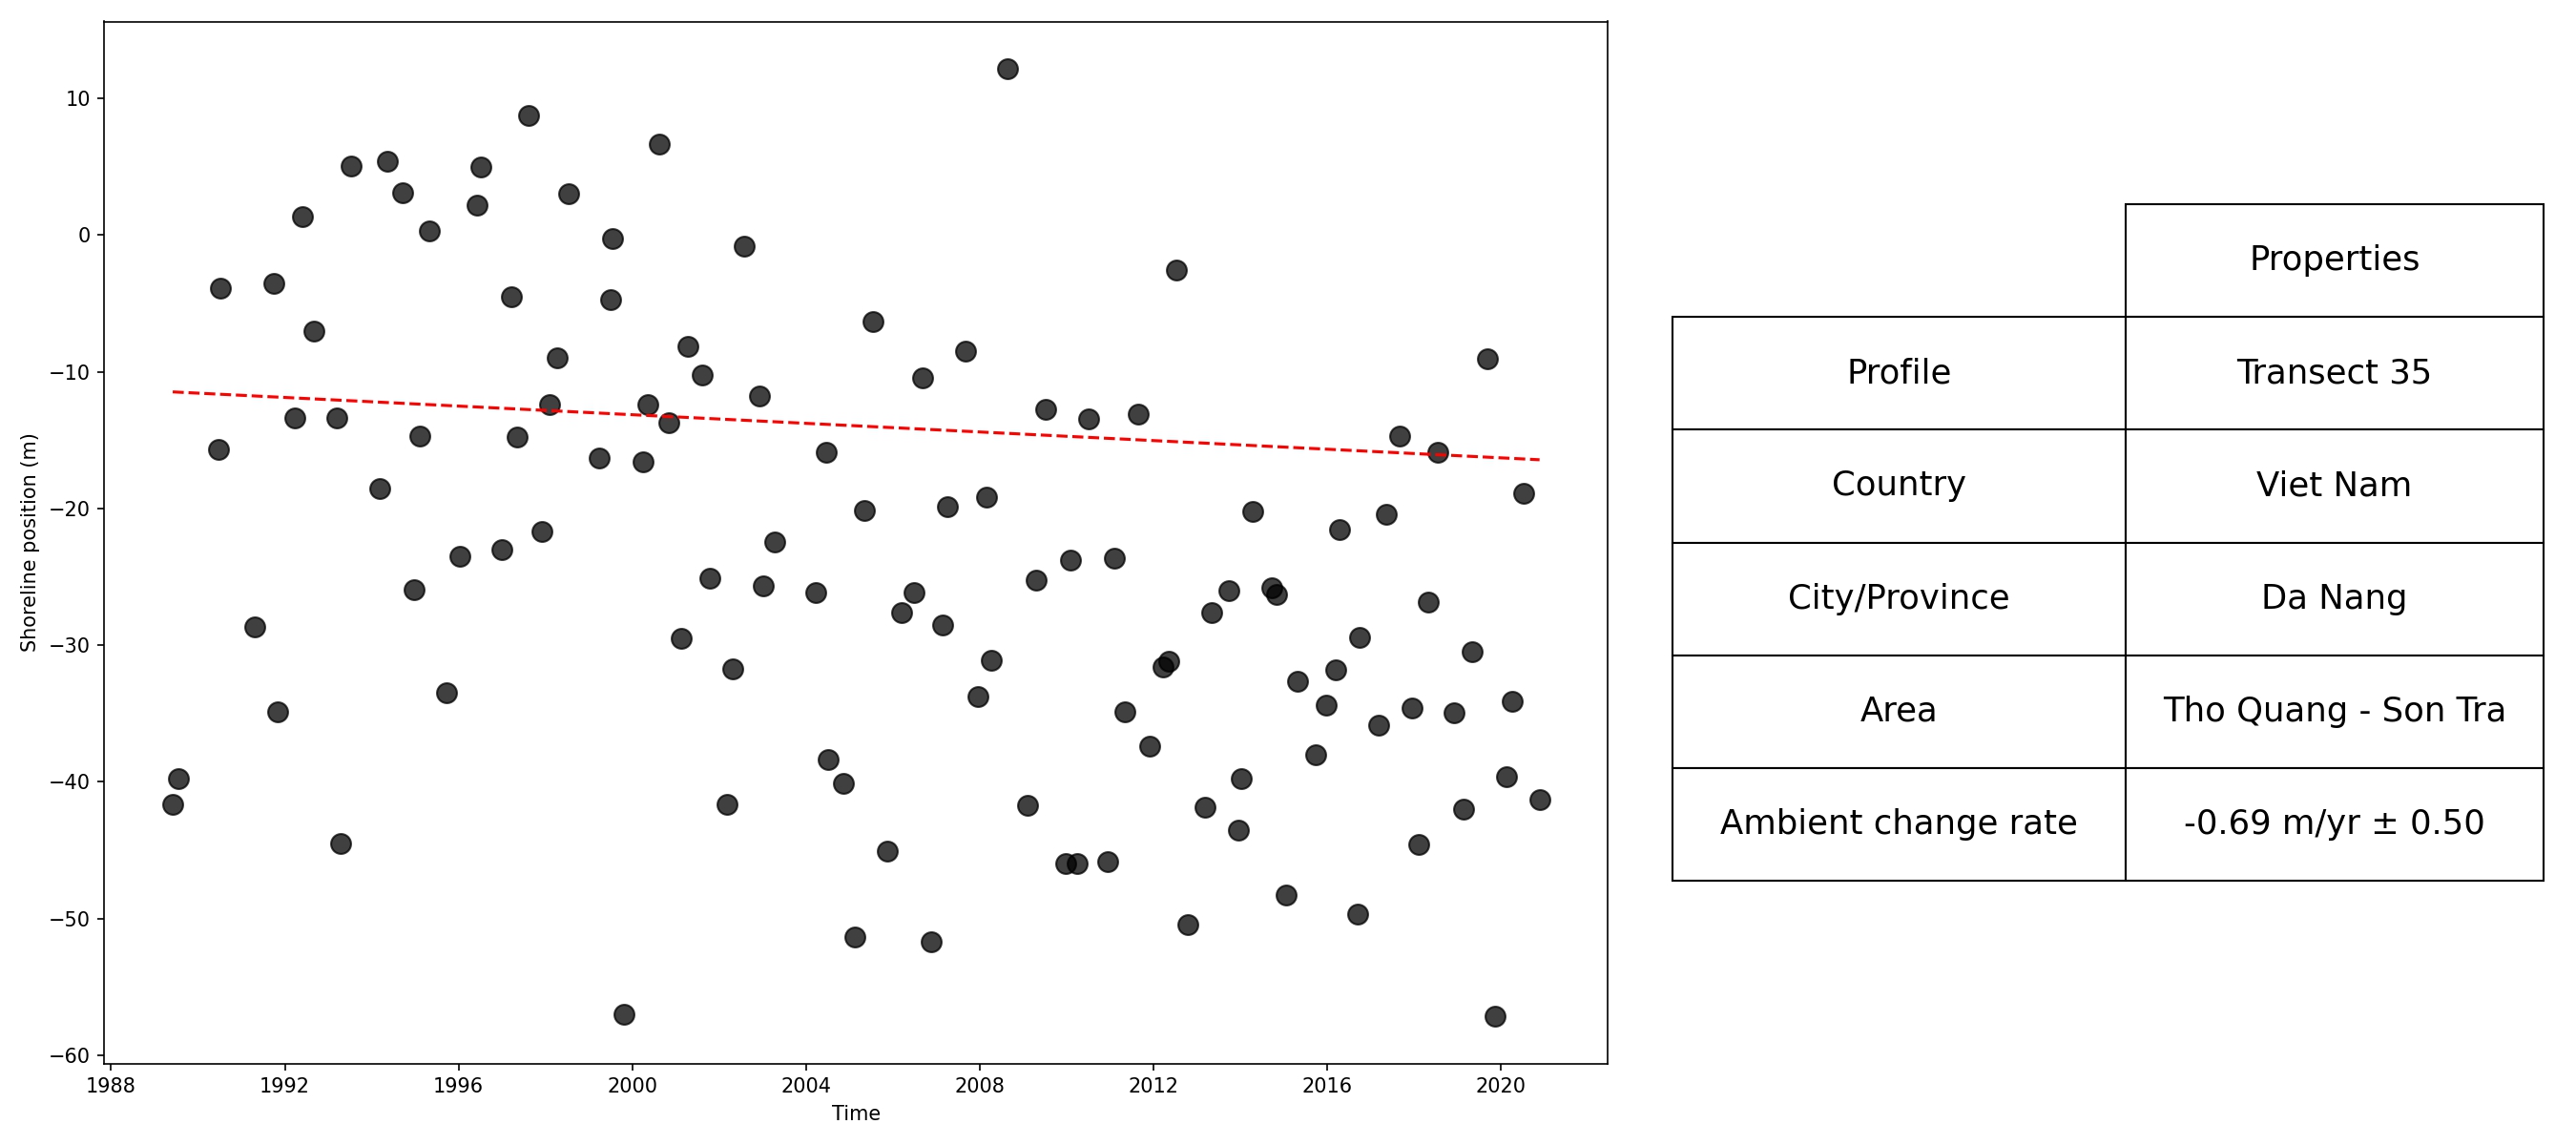 10
0
−10
−20
−30
−40
−50
−60
Shoreline position (m)
1988 1992 1996 2000 2004 2008 2012 2016 2020
Time
Properties
Profile Transect 35
Country Viet Nam
City/Province Da Nang
Area Tho Quang - Son Tra
Ambient change rate -0.69 m/yr ± 0.50